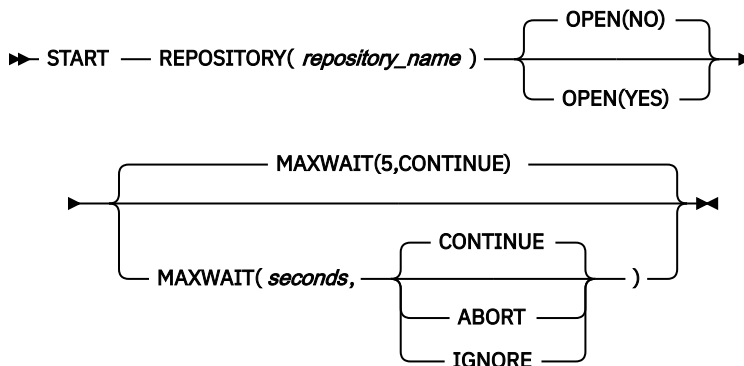 OPEN(NO)
START REPOSITORY( repository_name )
OPEN(YES)
MAXWAIT(5,CONTINUE)
CONTINUE
MAXWAIT( seconds, )
ABORT
IGNORE